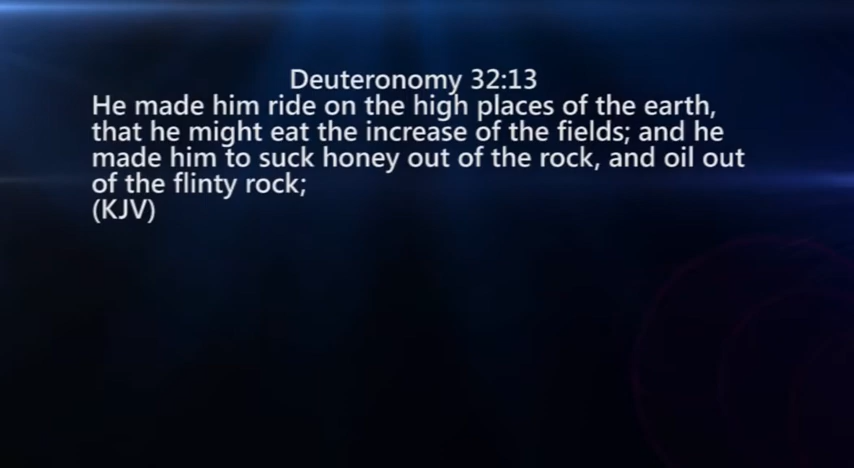 Deuteronomy 32:13
He made him ride on the high places of the earth,
that he might eat the increase of the fields; and he
made him to suck honey out of the rock, and oil out
of the flinty rock;
(KJV)